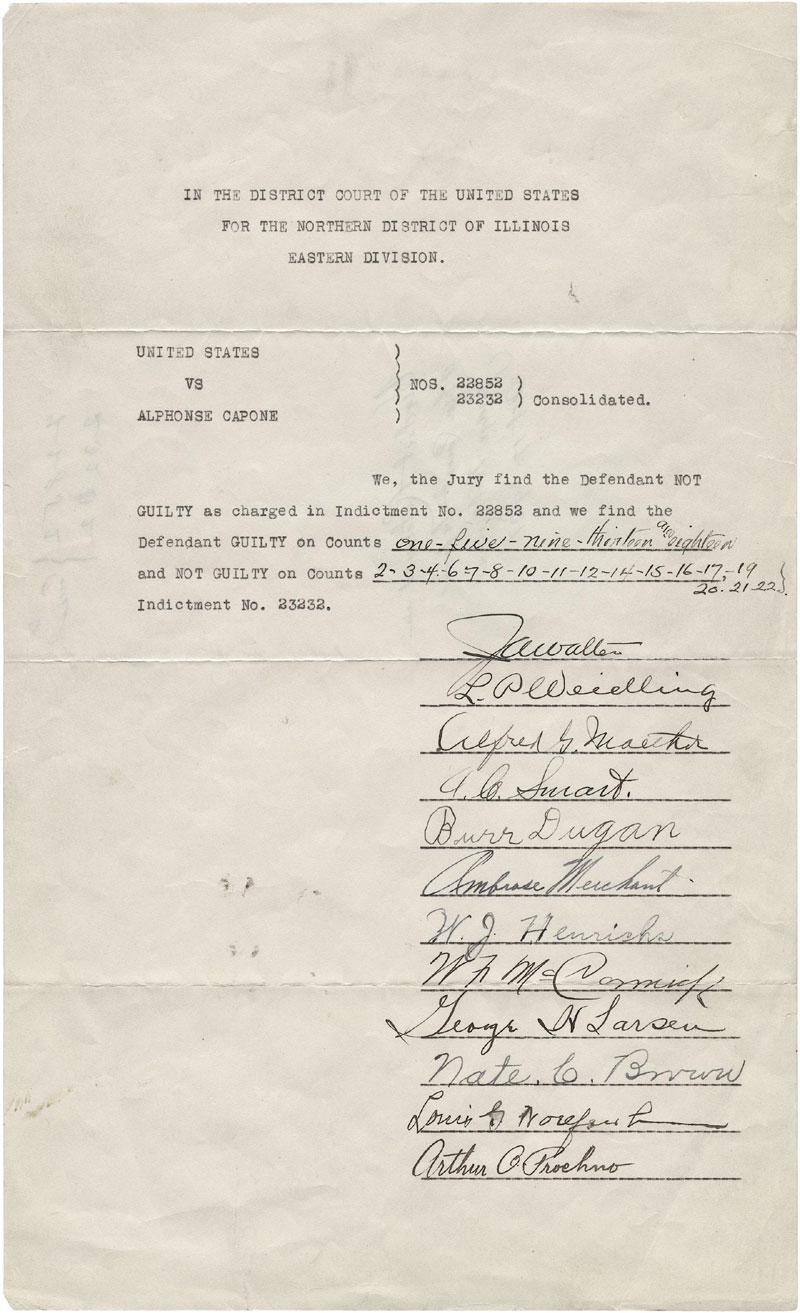 IN THE DISTRICT COURT OF THE UNITED STATES
FOR THE NORTHERN DISTRICT OF ILLINOIS
EASTERN DIVISION.
UNITED STATES )
VS ) NOS. 22852 )
) 23232 ) Consolidated.
ALPHONSE CAPONE )
We, the Jury find the Defendant NOT
GUILTY as charged in Indictment No. 22852 and we find the
Defendant GUILTY on Counts one-five-nine-thirteen and eighteen
and NOT GUILTY on Counts 2-3-4-6-7-8-10-11-12-14-15-16-17-19
20.21.22 }.
Indictment No. 23232.
L. P. Weidling
Alfred G.
A. C. Smart.
Burr Dugan
Ambrose Merchant.
W. J. Henrichs
McCormick
George H Larsen
Nate. C. Brown
Louis G
Arthur O Prochno